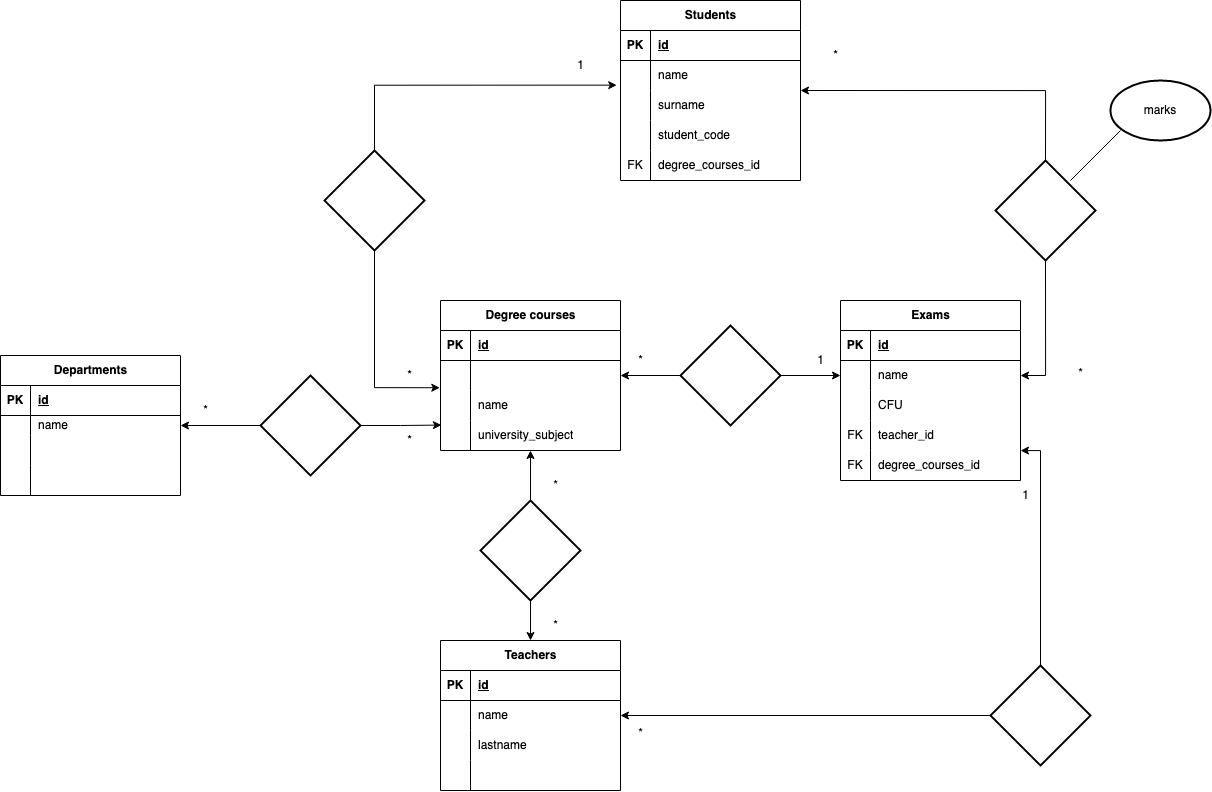 Students
PK id
name
surname
student_code
FK degree_courses_id
1
*
marks
Degree courses
PK id
name
university_subject
*
*
*
*
Exams
PK id
name
CFU
FK teacher_id
FK degree_courses_id
1
*
1
Departments
PK id
name
*
Teachers
PK id
name
lastname
*
*